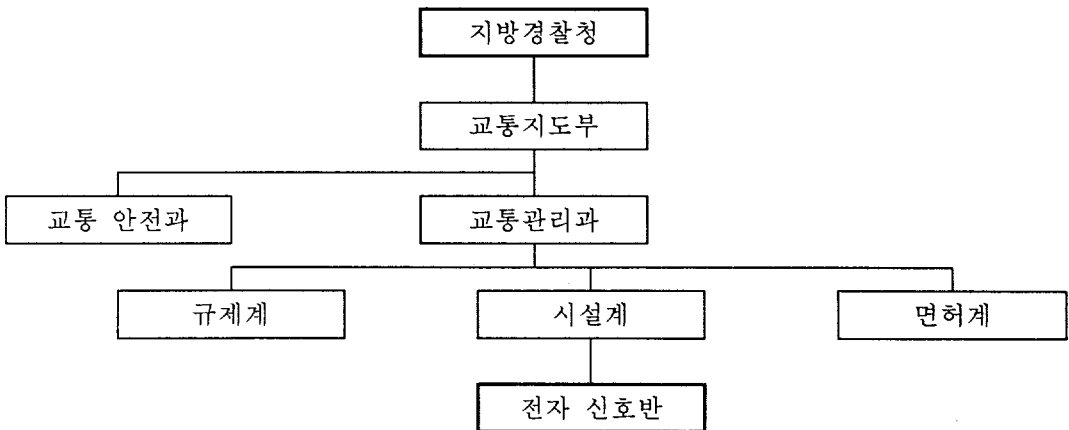 지방경찰청
교통지도부
교통 안전과
교통관리과
규제계
시설계
면허계
전자 신호반